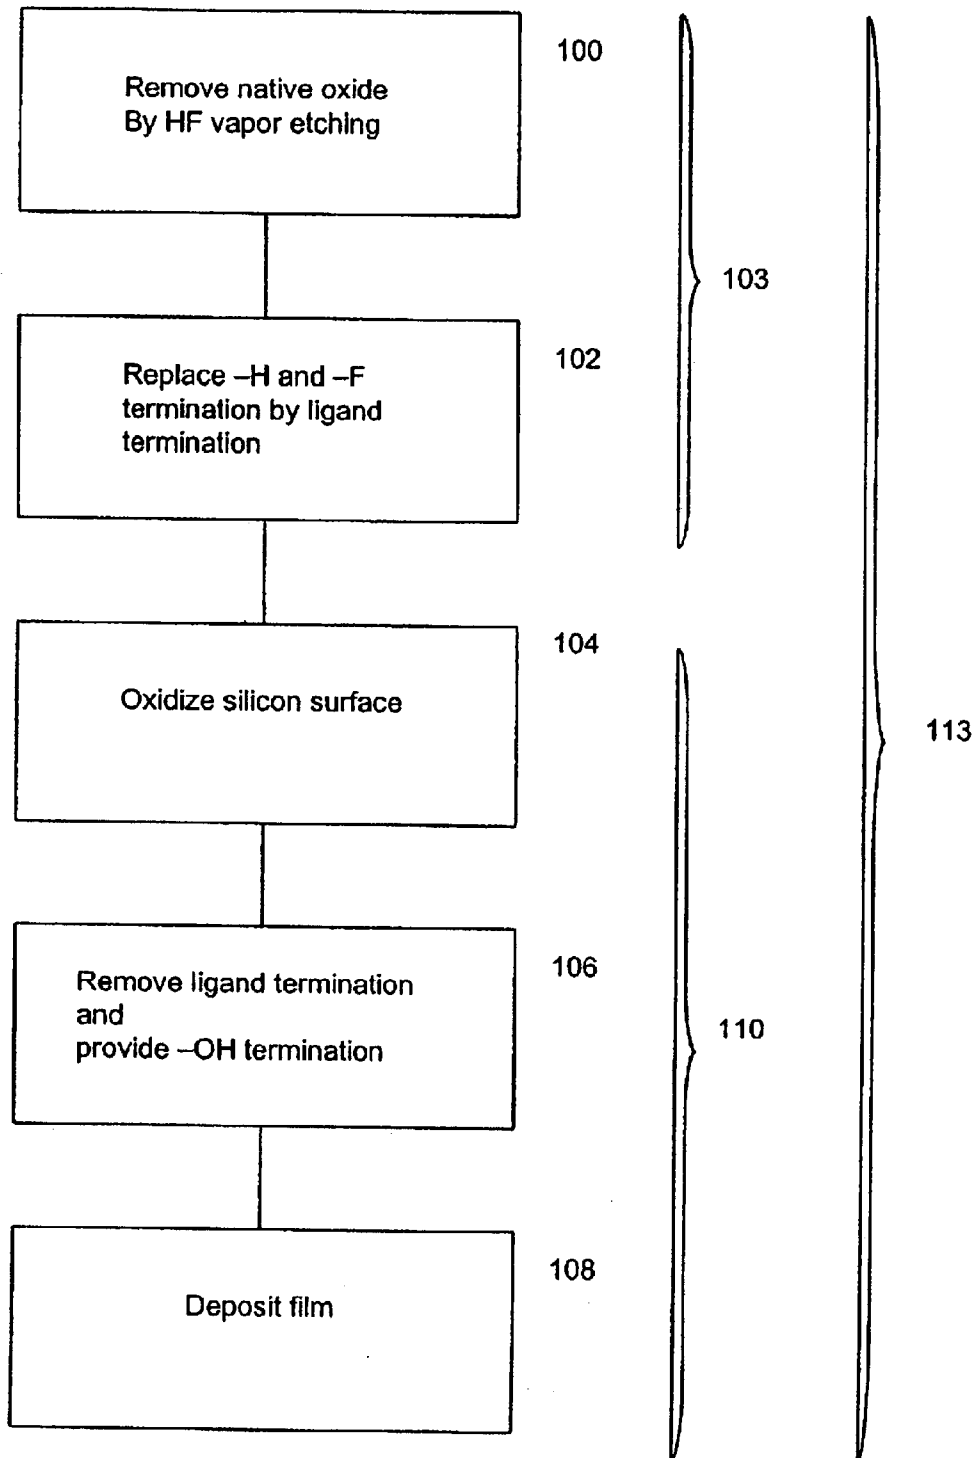 100
Remove native oxide
By HF vapor etching
103
102
Replace –H and –F
termination by ligand
termination
104
Oxidize silicon surface
113
106
Remove ligand termination
and
provide –OH termination
110
108
Deposit film